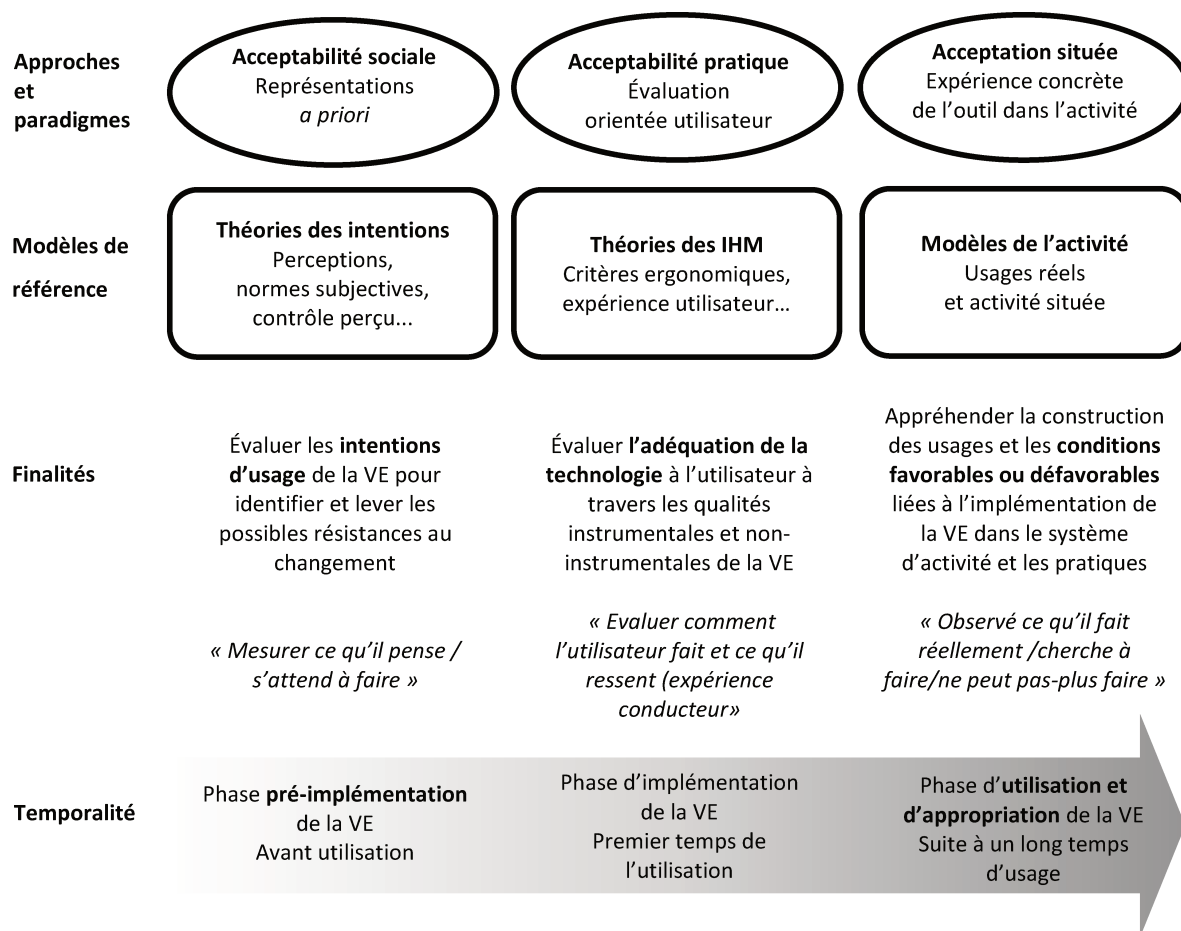 Approches
et
paradigmes
Acceptabilité sociale
Représentations
a priori
Acceptabilité pratique
Évaluation
orientée utilisateur
Acceptation située
Expérience concrète
de l’outil dans l’activité
Modèles de
référence
Théories des intentions
Perceptions,
normes subjectives,
contrôle perçu...
Théories des IHM
Critères ergonomiques,
expérience utilisateur…
Modèles de l’activité
Usages réels
et activité située
Finalités
Évaluer les intentions
d’usage de la VE pour
identifier et lever les
possibles résistances au
changement
Évaluer l’adéquation de la
technologie à l’utilisateur à
travers les qualités
instrumentales et non-
instrumentales de la VE
Appréhender la construction
des usages et les conditions
favorables ou défavorables
liées à l’implémentation de
la VE dans le système
d’activité et les pratiques
« Mesurer ce qu’il pense /
s’attend à faire »
« Evaluer comment
l’utilisateur fait et ce qu’il
ressent (expérience
conducteur»
« Observé ce qu’il fait
réellement /cherche à
faire/ne peut pas-plus faire »
Temporalité
Phase pré-implémentation
de la VE
Avant utilisation
Phase d’implémentation
de la VE
Premier temps de
l’utilisation
Phase d’utilisation et
d’appropriation de la VE
Suite à un long temps
d’usage